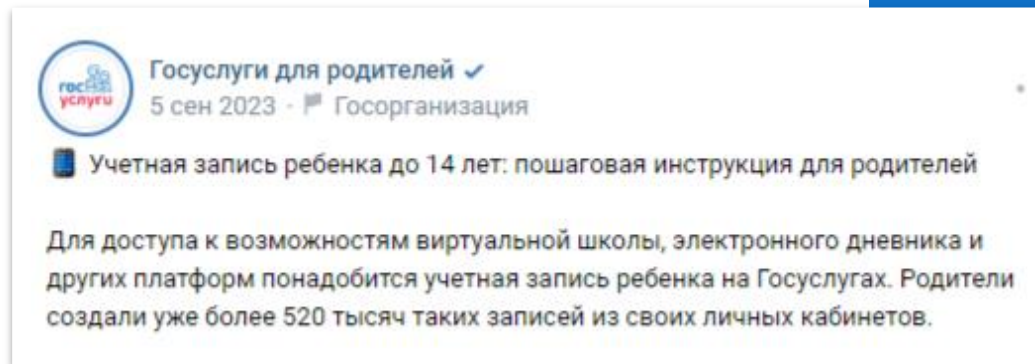 Госуслуги для родителей
5 сен 2023 · Госорганизация
госуслуги
Учетная запись ребенка до 14 лет: пошаговая инструкция для родителей
Для доступа к возможностям виртуальной школы, электронного дневника и
других платформ понадобится учетная запись ребенка на Госуслугах. Родители
создали уже более 520 тысяч таких записей из своих личных кабинетов.